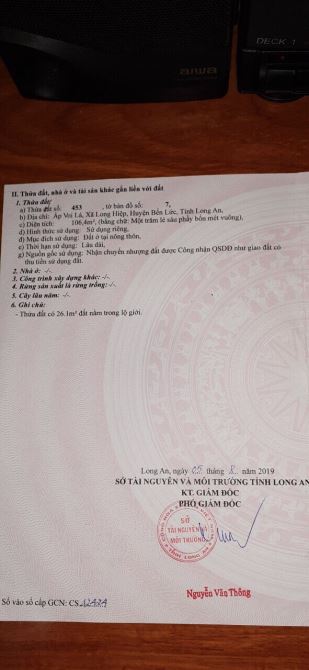 DECK 1
aiwa
II. Thửa đất, nhà ở và tài sản khác gắn liền với đất
1. Thửa đất:
a) Thửa đất số: 453 , tờ bản đồ số: 7,
b) Địa chỉ: Ấp Voi Lá, Xã Long Hiệp, Huyện Bến Lức, Tỉnh Long An,
c) Diện tích: 106,4m², (bằng chữ: Một trăm lẻ sáu phẩy bốn mét vuông),
d) Hình thức sử dụng: Sử dụng riêng,
đ) Mục đích sử dụng: Đất ở tại nông thôn,
e) Thời hạn sử dụng: Lâu dài,
g) Nguồn gốc sử dụng: Nhận chuyển nhượng đất được Công nhận QSDĐ như giao đất có
thu tiền sử dụng đất.
2. Nhà ở: -/-.
3. Công trình xây dựng khác: -/-.
4. Rừng sản xuất là rừng trồng: -/-.
5. Cây lâu năm: -/-.
6. Ghi chú:
- Thửa đất có 26.1m² đất nằm trong lộ giới.
Long An, ngày 05 tháng 8 năm 2019
SỞ TÀI NGUYÊN VÀ MÔI TRƯỜNG TỈNH LONG AN
KT. GIÁM ĐỐC
PHÓ GIÁM ĐỐC
SỞ
TÀI NGUYÊN VÀ
MÔI TRƯỜNG
TỈNH LONG AN
Nguyễn Văn Thông
Số vào sổ cấp GCN: CS